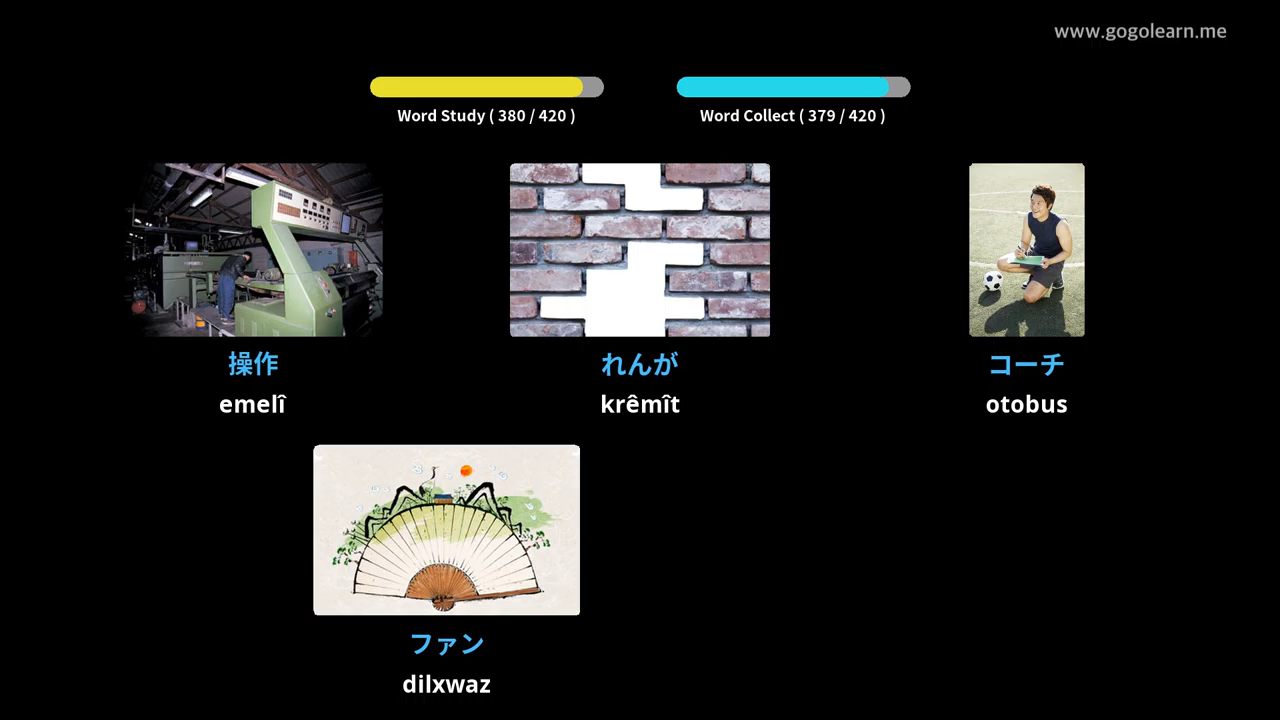 www.gogolearn.me
Word Study ( 380 / 420 )
Word Collect ( 379 / 420 )
操作
emelî
れんが
krêmît
コーチ
otobus
ファン
dilxwaz